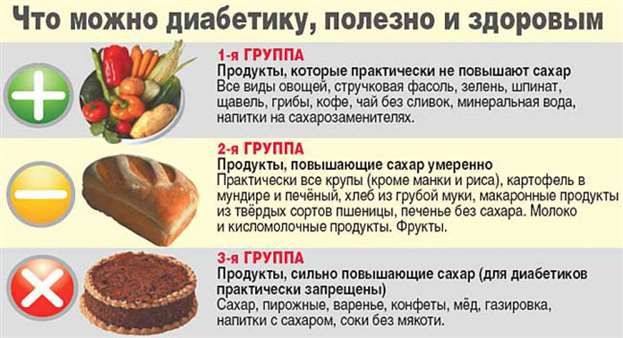 Что можно диабетику, полезно и здоровым
1-я ГРУППА
Продукты, которые практически не повышают сахар
Все виды овощей, стручковая фасоль, зелень, шпинат,
щавель, грибы, кофе, чай без сливок, минеральная вода,
напитки на сахарозаменителях.
2-я ГРУППА
Продукты, повышающие сахар умеренно
Практически все крупы (кроме манки и риса), картофель в
мундире и печёный, хлеб из грубой муки, макаронные продукты
из твёрдых сортов пшеницы, печенье без сахара. Молоко
и кисломолочные продукты. Фрукты.
3-я ГРУППА
Продукты, сильно повышающие сахар (для диабетиков
практически запрещены)
Сахар, пирожные, варенье, конфеты, мёд, газировка,
напитки с сахаром, соки без мякоти.